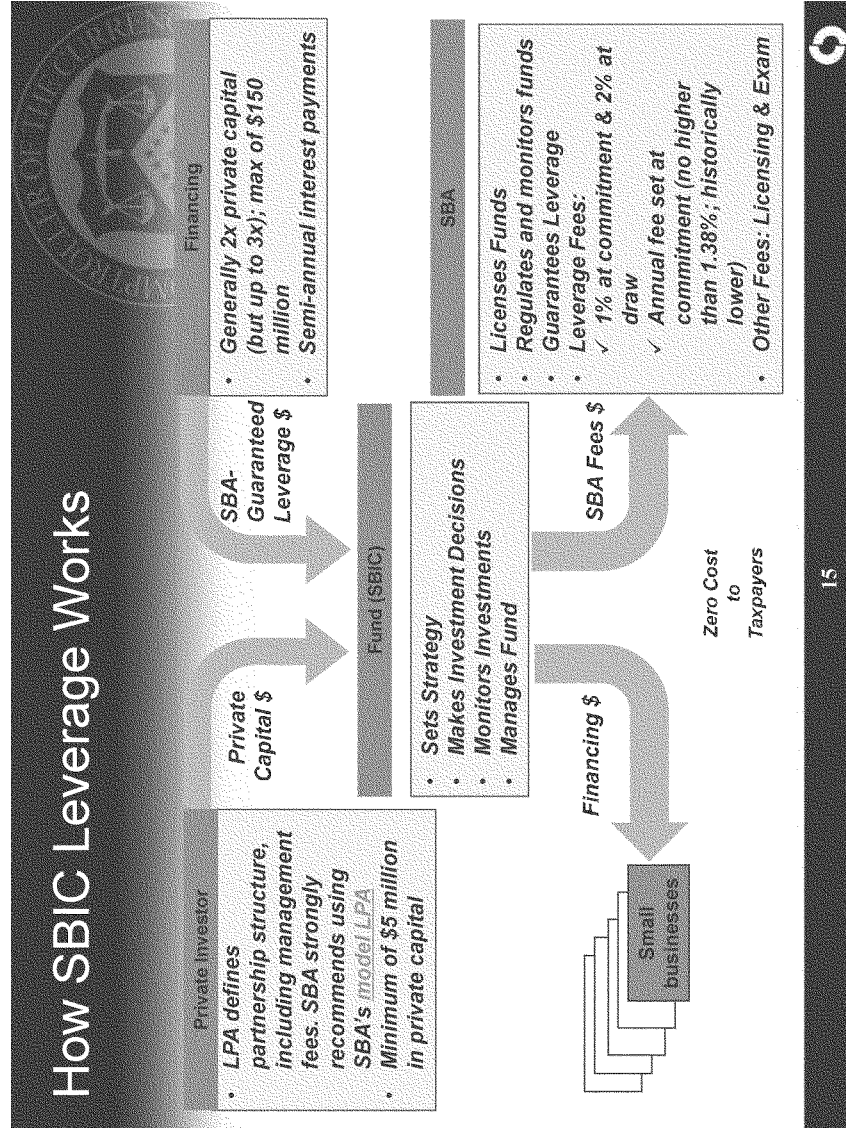 How SBIC Leverage Works
Private Investor
• LPA defines
partnership structure,
including management
fees. SBA strongly
recommends using
SBA's model LPA
• Minimum of $5 million
in private capital
Private
Capital $
SBA-
Guaranteed
Leverage $
Financing
• Generally 2x private capital
(but up to 3x); max of $150
million
• Semi-annual interest payments
Fund (SBIC)
• Sets Strategy
• Makes Investment Decisions
• Monitors Investments
• Manages Fund
Financing $
SBA Fees $
Small
businesses
Zero Cost
to
Taxpayers
SBA
• Licenses Funds
• Regulates and monitors funds
• Guarantees Leverage
• Leverage Fees:
✓ 1% at commitment & 2% at
draw
✓ Annual fee set at
commitment (no higher
than 1.38%; historically
lower)
• Other Fees: Licensing & Exam
15